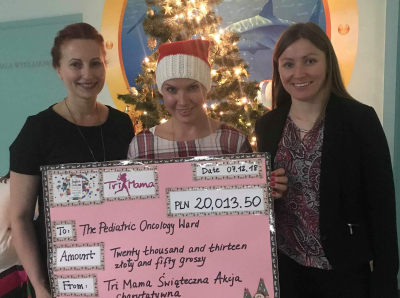 TriMama
Date 07.12.18
PLN 20,013.50
To: The Pediatric Oncology Ward
Amount Twenty thousand and thirteen
złoty and fifty groszy
From: Tri Mama Świąteczna Akcja
Charytatywna